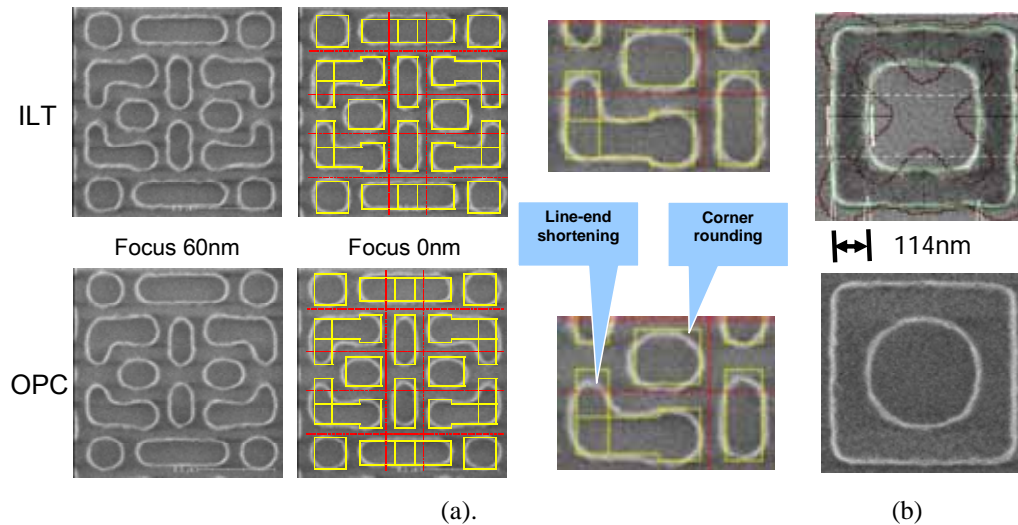 ILT
Focus 60nm
Focus 0nm
Line-end
shortening
Corner
rounding
114nm
OPC
(a).
(b)